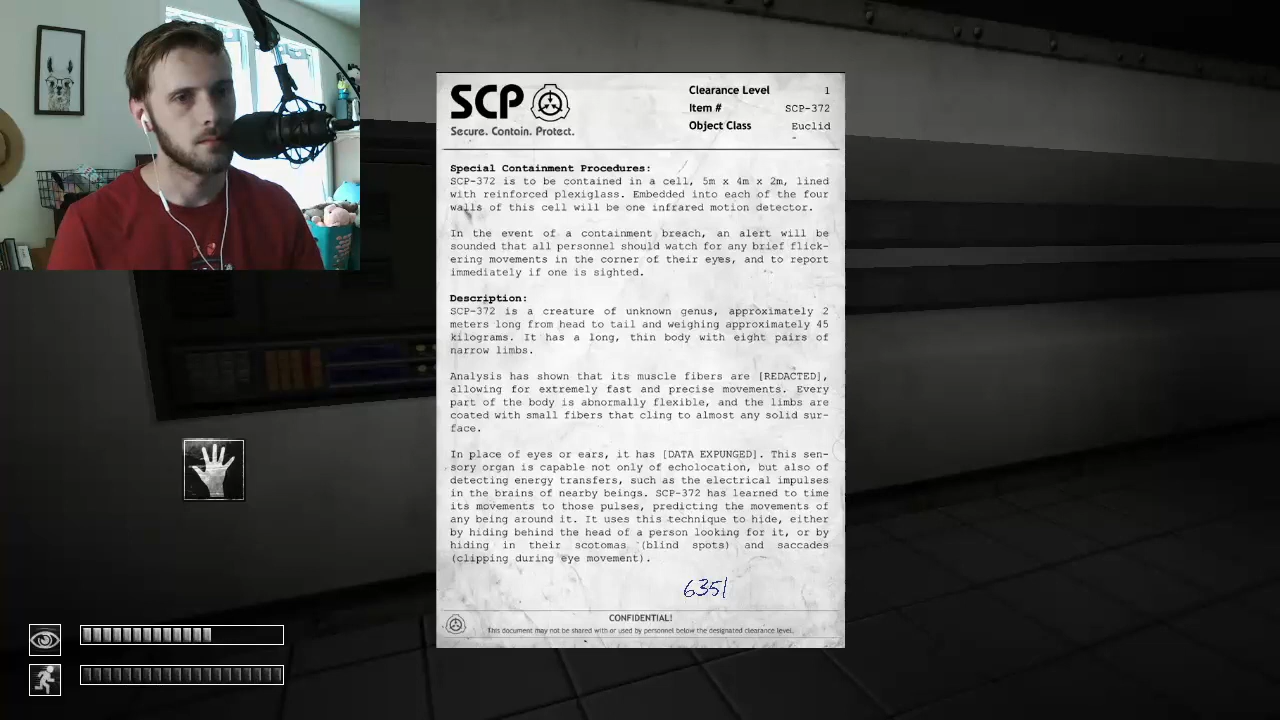 SCP
Secure. Contain. Protect.
Clearance Level 1
Item # SCP-372
Object Class Euclid
Special Containment Procedures:
SCP-372 is to be contained in a cell, 5m x 4m x 2m, lined
with reinforced plexiglass. Embedded into each of the four
walls of this cell will be one infrared motion detector.
In the event of a containment breach, an alert will be
sounded that all personnel should watch for any brief flick-
ering movements in the corner of their eyes, and to report
immediately if one is sighted.
Description:
SCP-372 is a creature of unknown genus, approximately 2
meters long from head to tail and weighing approximately 45
kilograms. It has a long, thin body with eight pairs of
narrow limbs.
Analysis has shown that its muscle fibers are [REDACTED],
allowing for extremely fast and precise movements. Every
part of the body is abnormally flexible, and the limbs are
coated with small fibers that cling to almost any solid sur-
face.
In place of eyes or ears, it has [DATA EXPUNGED]. This sen-
sory organ is capable not only of echolocation, but also of
detecting energy transfers, such as the electrical impulses
in the brains of nearby beings. SCP-372 has learned to time
its movements to those pulses, predicting the movements of
any being around it. It uses this technique to hide, either
by hiding behind the head of a person looking for it, or by
hiding in their scotomas (blind spots) and saccades
(clipping during eye movement).
6351
CONFIDENTIAL!
This document may not be shared with or used by personnel below the designated clearance level.